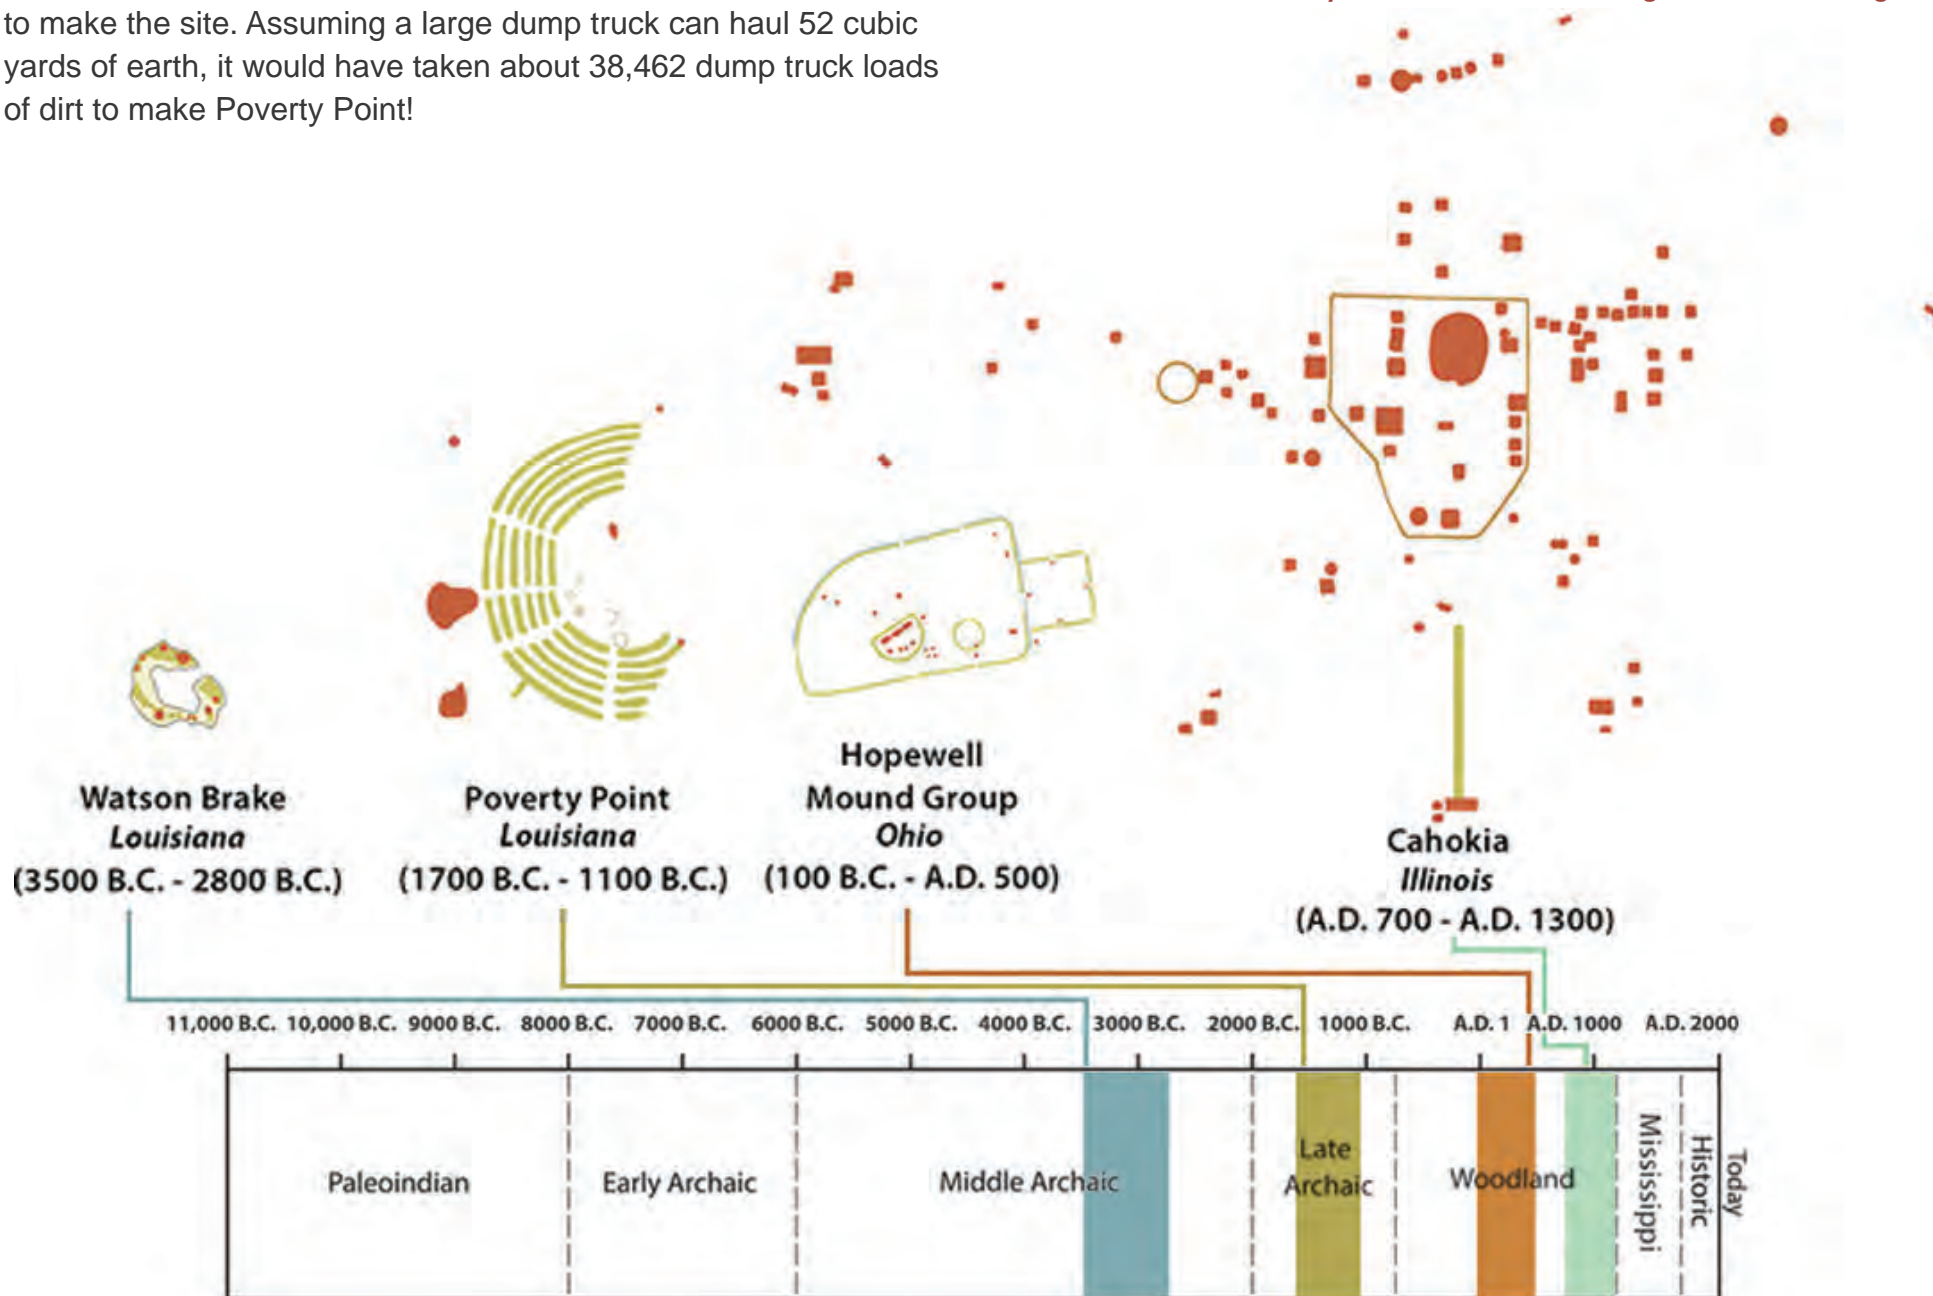 to make the site. Assuming a large dump truck can haul 52 cubic
yards of earth, it would have taken about 38,462 dump truck loads
of dirt to make Poverty Point!
Watson Brake
Louisiana
(3500 B.C. - 2800 B.C.)
Poverty Point
Louisiana
(1700 B.C. - 1100 B.C.)
Hopewell
Mound Group
Ohio
(100 B.C. - A.D. 500)
Cahokia
Illinois
(A.D. 700 - A.D. 1300)
11,000 B.C. 10,000 B.C. 9000 B.C. 8000 B.C. 7000 B.C. 6000 B.C. 5000 B.C. 4000 B.C. 3000 B.C. 2000 B.C. 1000 B.C. A.D. 1 A.D. 1000 A.D. 2000
Paleoindian
Early Archaic
Middle Archaic
Late
Archaic
Woodland
Mississippi
Historic
Today